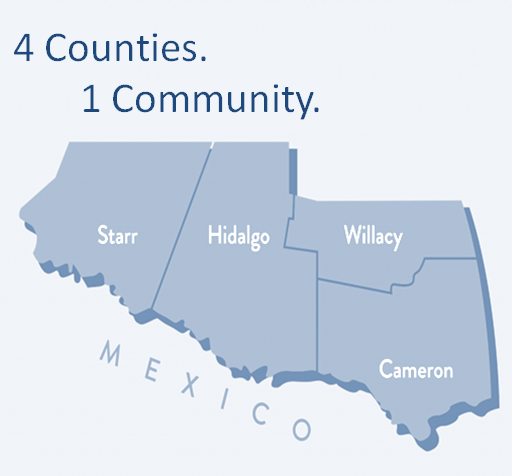 4 Counties.
1 Community.
Starr
Hidalgo
Willacy
Cameron
MEXICO